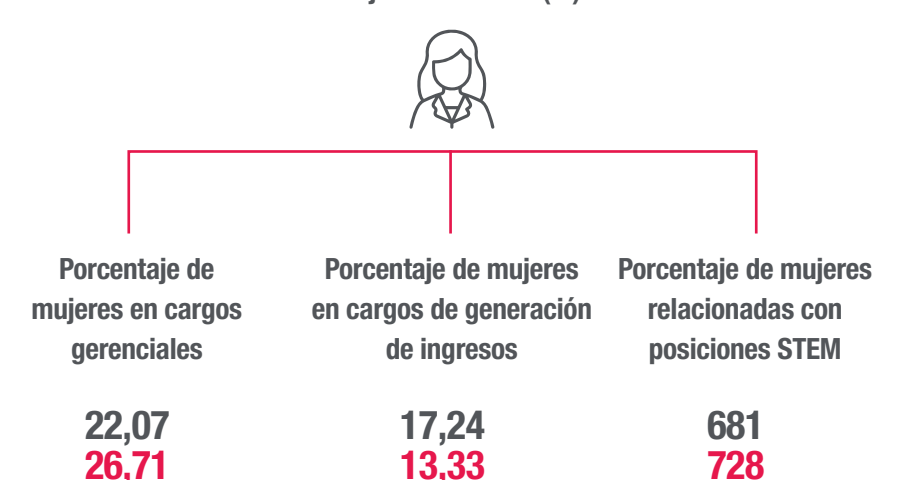 Porcentaje de
mujeres en cargos
gerenciales
Porcentaje de mujeres
en cargos de generación
de ingresos
Porcentaje de mujeres
relacionadas con
posiciones STEM
22,07
26,71
17,24
13,33
681
728